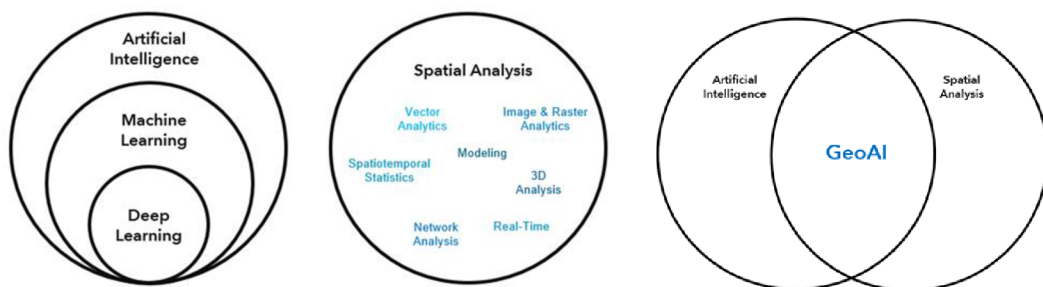 Artificial
Intelligence
Machine
Learning
Deep
Learning
Spatial Analysis
Vector
Analytics
Image & Raster
Analytics
Modeling
Spatiotemporal
Statistics
3D
Analysis
Network
Analysis
Real-Time
Artificial
Intelligence
GeoAI
Spatial
Analysis